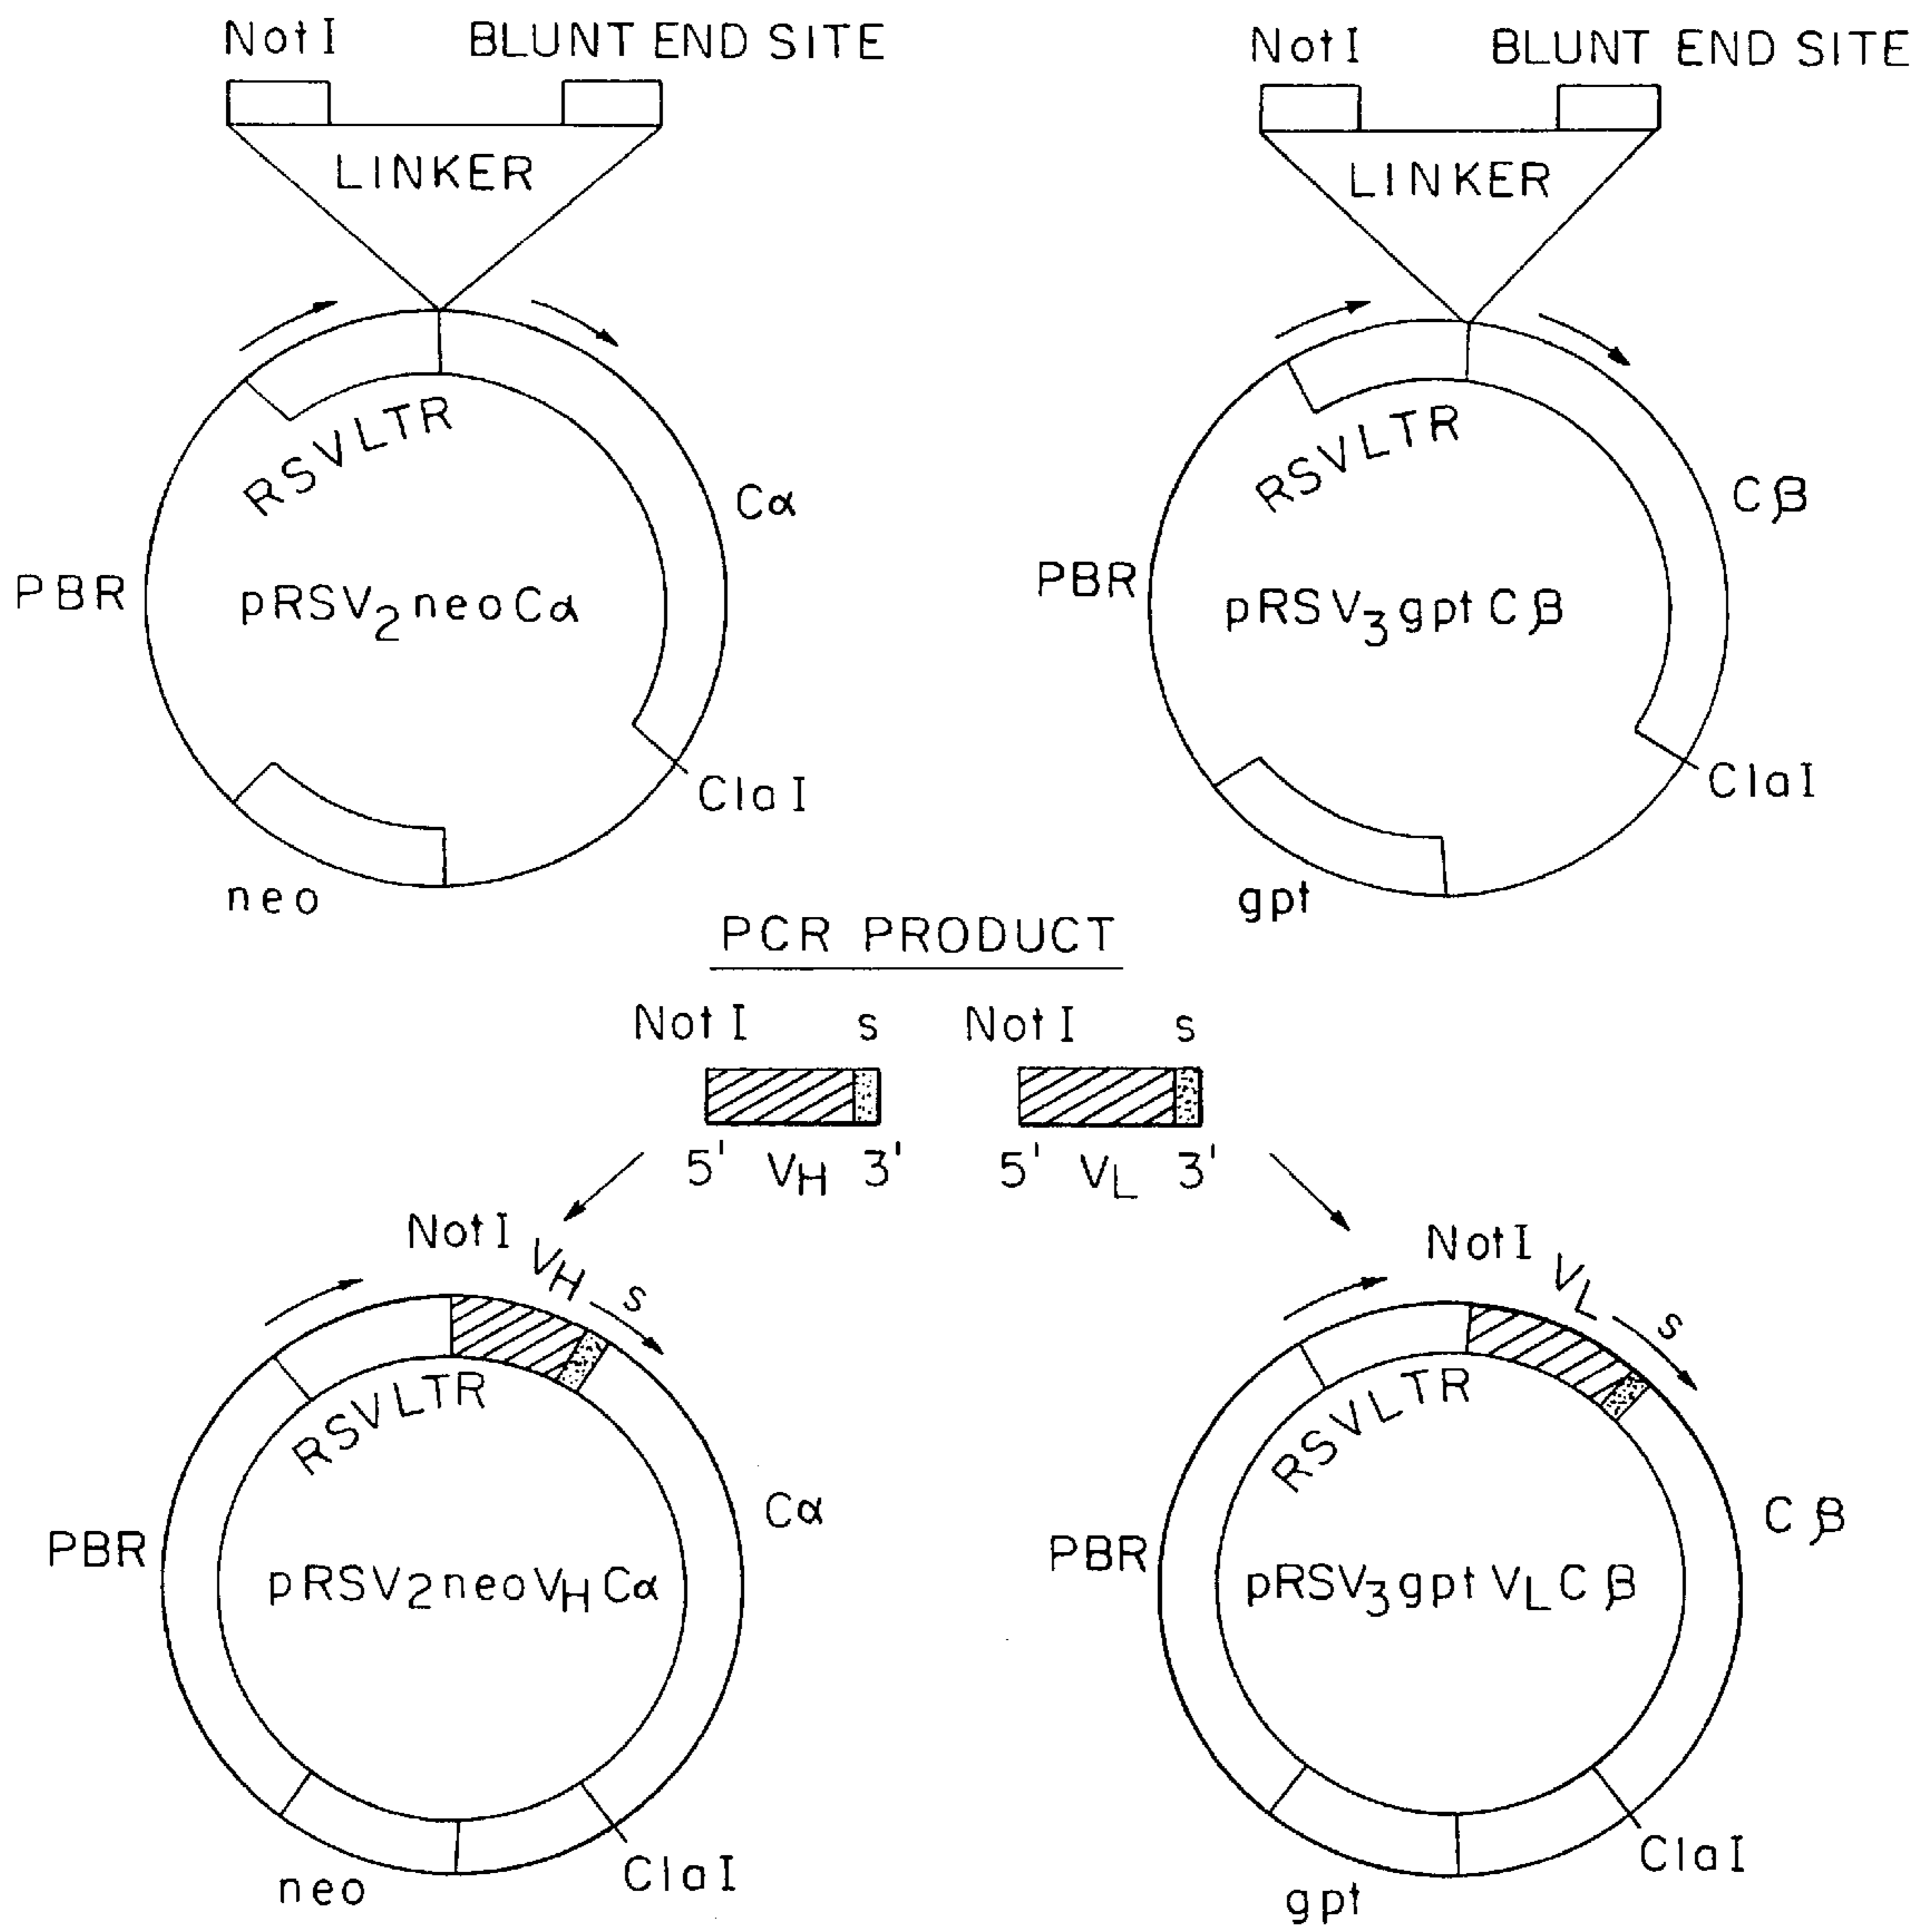 Not I BLUNT END SITE
LINKER
RSVLTR
Cα
PBR
pRSV2neoCα
ClaI
neo
NotI BLUNT END SITE
LINKER
RSVLTR
Cβ
PBR
pRSV3gptCβ
ClaI
gpt
PCR PRODUCT
Not I s
5' VH 3'
Not I s
5' VL 3'
Not I VH s
RSVLTR
Cα
PBR
pRSV2neoVHCα
ClaI
neo
NotI VL s
RSVLTR
Cβ
PBR
pRSV3gptVLCβ
ClaI
gpt